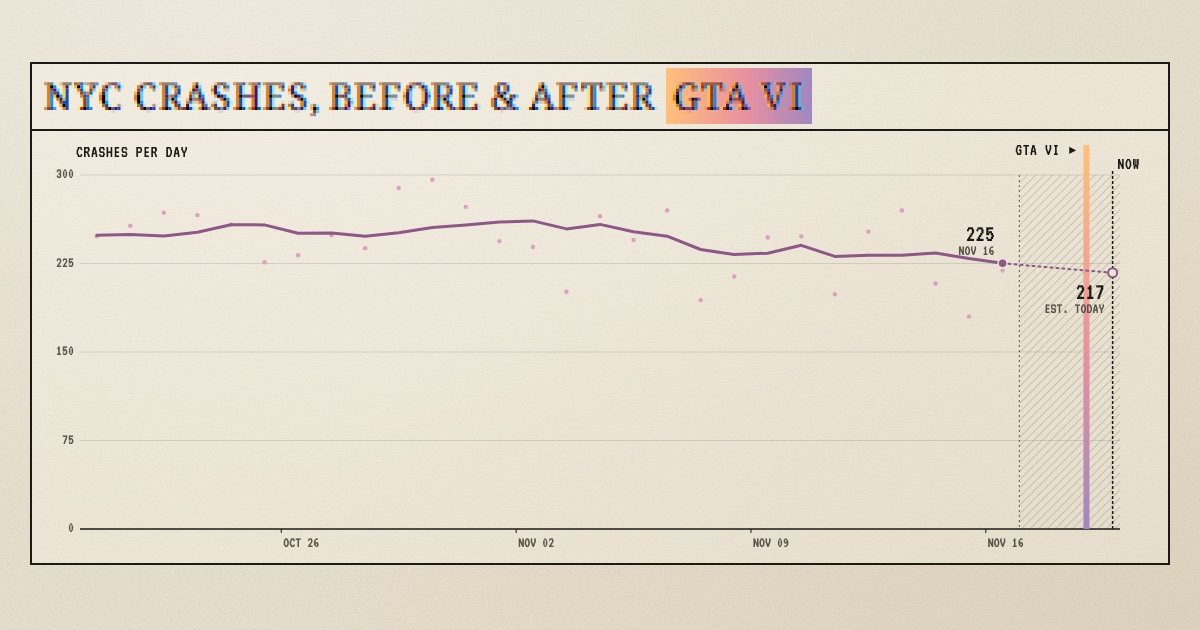 NYC CRASHES, BEFORE & AFTER GTA VI
CRASHES PER DAY
GTA VI ►
NOW
300
225
NOV 16
225
217
EST. TODAY
150
75
0
OCT 26
NOV 02
NOV 09
NOV 16